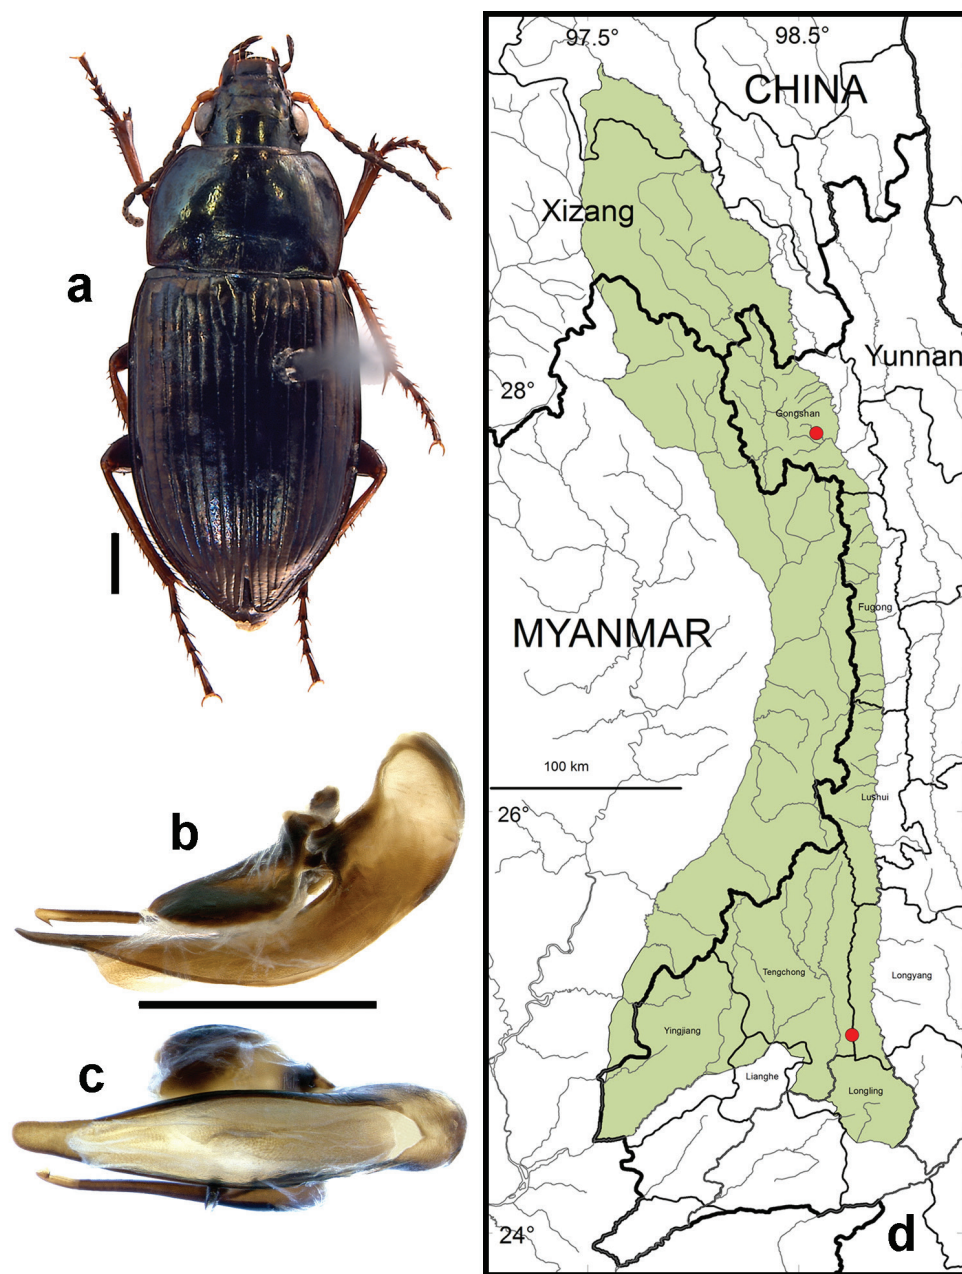 a
b
c
97.5°
98.5°
CHINA
Xizang
Yunnan
28°
Gongshan
Fugong
MYANMAR
100 km
26°
Lushui
Tengchong
Longyang
Yingjiang
Lianghe
Longling
24°
d